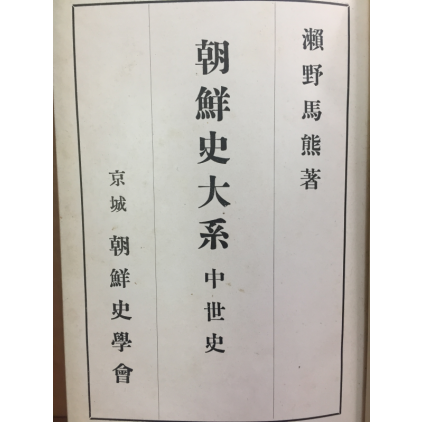 瀨野馬熊著
朝鮮史大系 中世史
京城 朝鮮史學會